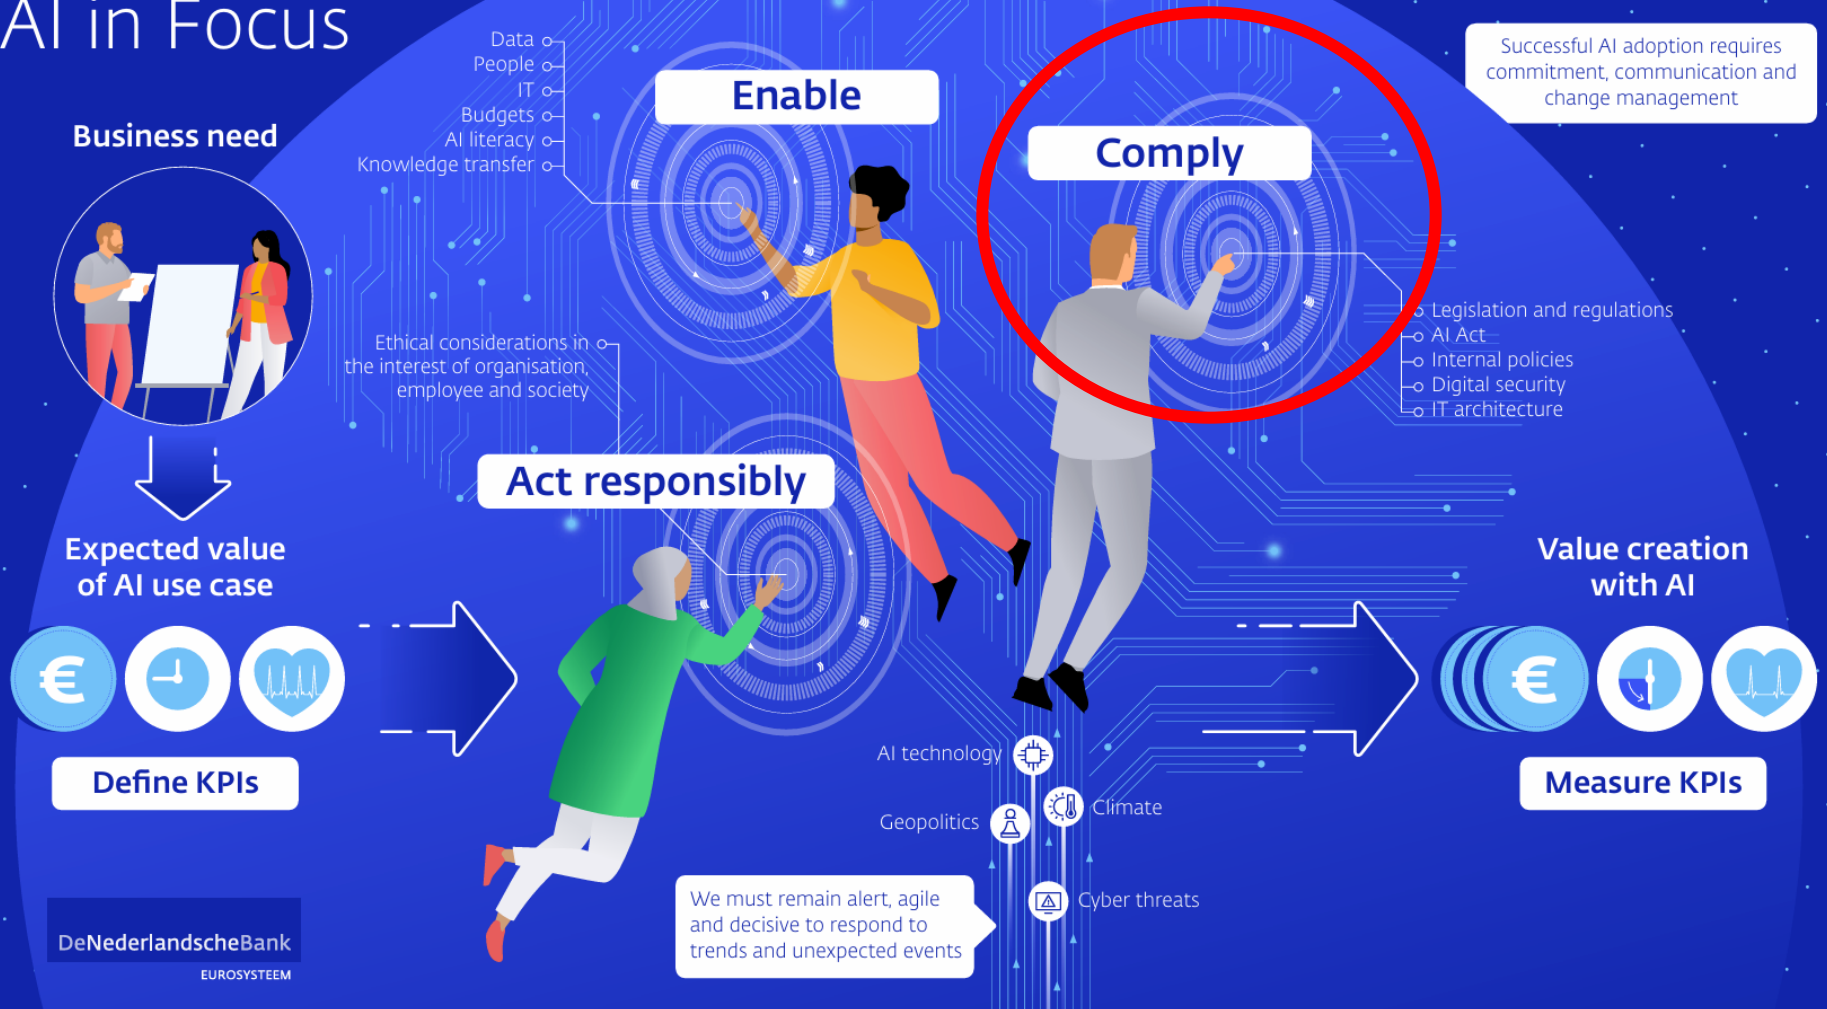 AI in Focus
Business need
Expected value
of AI use case
€
Define KPIs
DeNederlandscheBank
EUROSYSTEEM
Data
People
IT
Budgets
AI literacy
Knowledge transfer
Enable
Ethical considerations in
the interest of organisation,
employee and society
Act responsibly
Comply
Legislation and regulations
AI Act
Internal policies
Digital security
IT architecture
AI technology
Climate
Geopolitics
Cyber threats
We must remain alert, agile
and decisive to respond to
trends and unexpected events
Successful AI adoption requires
commitment, communication and
change management
Value creation
with AI
€
Measure KPIs